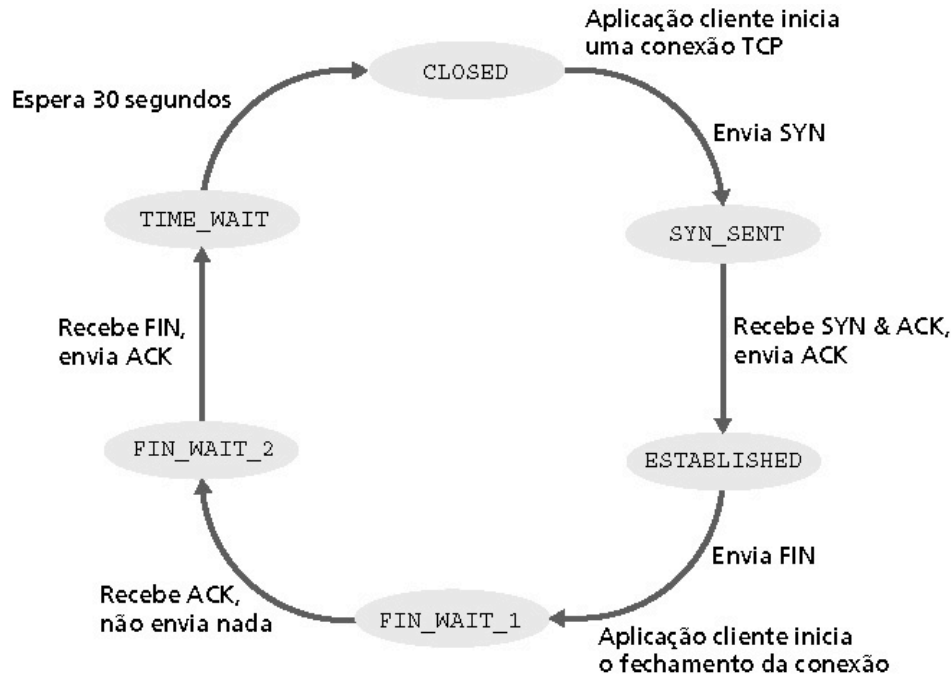 Aplicação cliente inicia
uma conexão TCP
CLOSED
Espera 30 segundos
Envia SYN
TIME_WAIT
SYN_SENT
Recebe FIN,
envia ACK
Recebe SYN & ACK,
envia ACK
FIN_WAIT_2
ESTABLISHED
Envia FIN
Recebe ACK,
não envia nada
FIN_WAIT_1
Aplicação cliente inicia
o fechamento da conexão